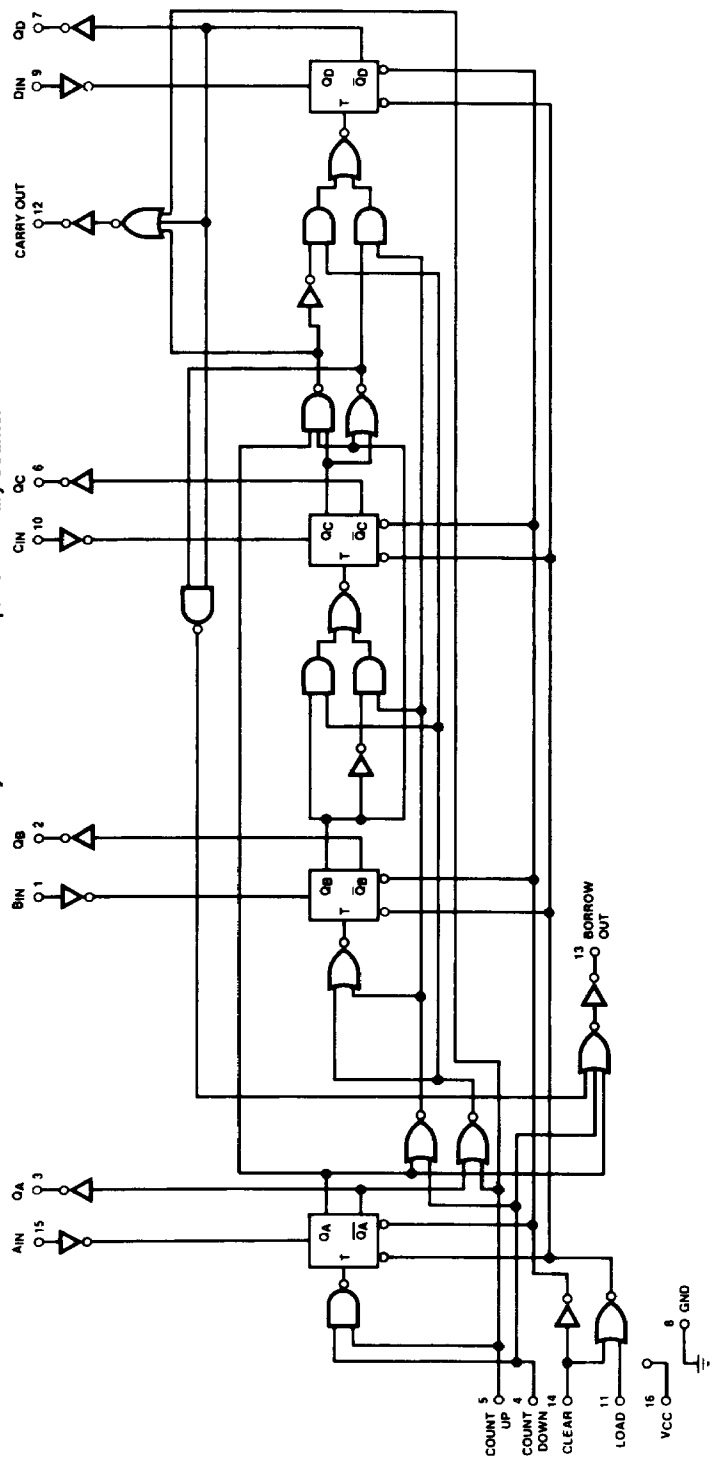 QA 3
AIN 15
QB 2
BIN 1
QC 6
CIN 10
CARRY OUT 12
QD 7
DIN 9
QA
T Q̅A̅
QB
T Q̅B̅
QC
T Q̅C̅
QD
T Q̅D̅
COUNT UP 5
COUNT DOWN 4
CLEAR 14
LOAD 11
VCC 16
8 GND
13 BORROW
OUT